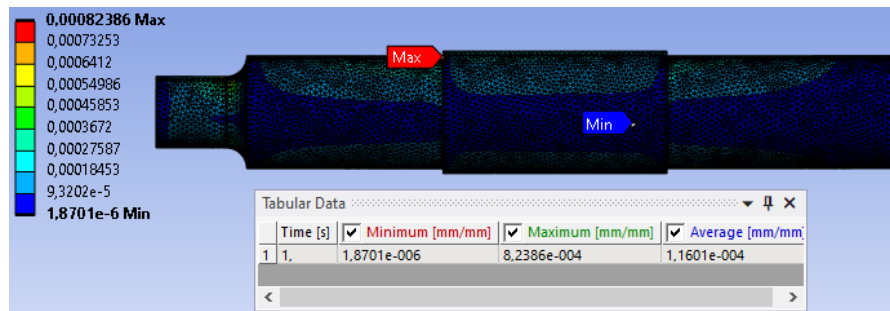 0,00082386 Max
0,00073253
0,0006412
0,00054986
0,00045853
0,0003672
0,00027587
0,00018453
9,3202e-5
1,8701e-6 Min
Max
Min
Tabular Data
Time [s] Minimum [mm/mm] Maximum [mm/mm] Average [mm/mm]
1 1, 1,8701e-006 8,2386e-004 1,1601e-004